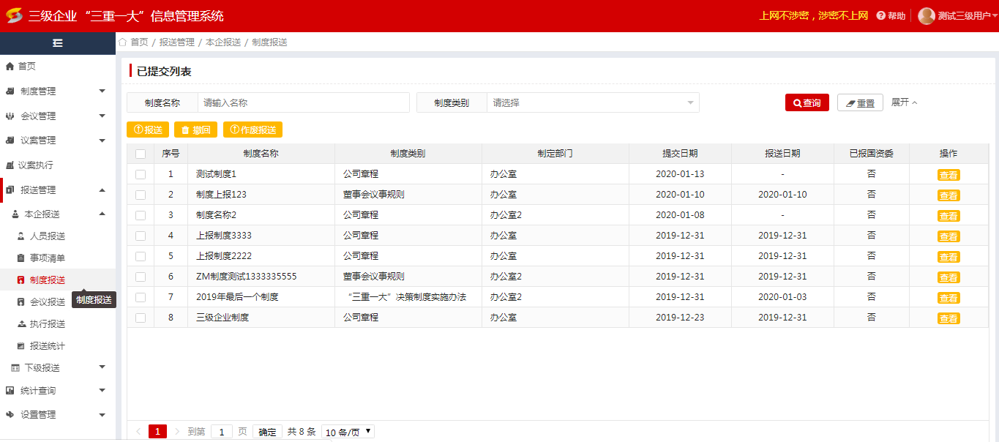 三级企业“三重一大”信息管理系统
上网不涉密，涉密不上网 帮助 测试三级用户
首页 / 报送管理 / 本企报送 / 制度报送
首页
制度管理
会议管理
议案管理
议案执行
报送管理
本企报送
人员报送
事项清单
制度报送
会议报送
制度报送
执行报送
报送统计
下级报送
统计查询
设置管理
已提交列表
制度名称 请输入名称 制度类别 请选择 查询 重置 展开
报送 撤回 作废报送
序号 制度名称 制度类别 制定部门 提交日期 报送日期 已报国资委 操作
1 测试制度1 公司章程 办公室 2020-01-13 - 否 查看
2 制度上报123 董事会议事规则 办公室 2020-01-10 2020-01-10 否 查看
3 制度名称2 公司章程 办公室2 2020-01-08 - 否 查看
4 上报制度3333 公司章程 办公室 2019-12-31 2019-12-31 否 查看
5 上报制度2222 公司章程 办公室 2019-12-31 2019-12-31 否 查看
6 ZM制度测试1333335555 董事会议事规则 办公室2 2019-12-31 2019-12-31 否 查看
7 2019年最后一个制度 “三重一大”决策制度实施办法 办公室2 2019-12-31 2020-01-03 否 查看
8 三级企业制度 公司章程 办公室 2019-12-23 2019-12-31 否 查看
1 到第 1 页 确定 共 8 条 10 条/页